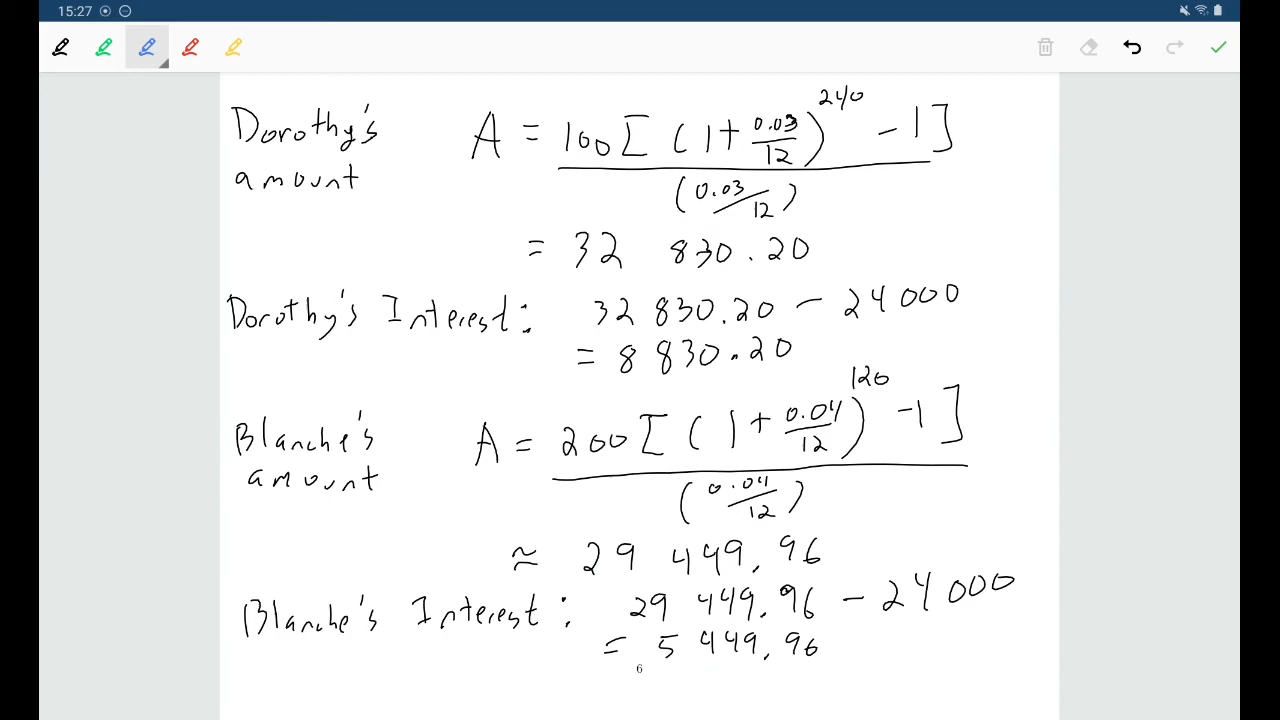 15:27
Dorothy's amount
A = 100[(1 + 0.03/12)^240 - 1]
(0.03/12)
= 32 830.20
Dorothy's Interest: 32 830.20 - 24 000
= 8 830.20
Blanche's amount
A = 200[(1 + 0.04/12)^120 - 1]
(0.04/12)
≈ 29 449.96
Blanche's Interest: 29 449.96 - 24 000
= 5 449.96
6